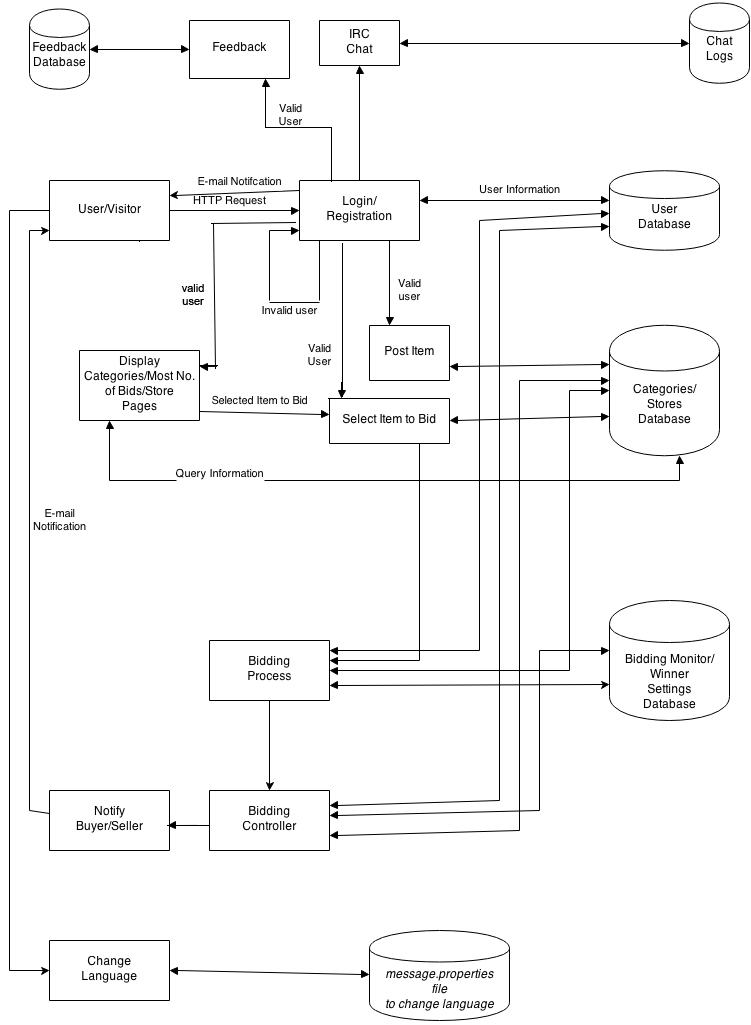 Feedback
Database
Feedback
IRC
Chat
Chat
Logs
Valid
User
E-mail Notifcation
HTTP Request
User/Visitor
Login/
Registration
User Information
User
Database
valid
user
Invalid user
Valid
user
Valid
User
Post Item
Display
Categories/Most No.
of Bids/Store
Pages
Selected Item to Bid
Select Item to Bid
Categories/
Stores
Database
Query Information
E-mail
Notification
Bidding
Process
Bidding Monitor/
Winner
Settings
Database
Notify
Buyer/Seller
Bidding
Controller
Change
Language
message.properties
file
to change language